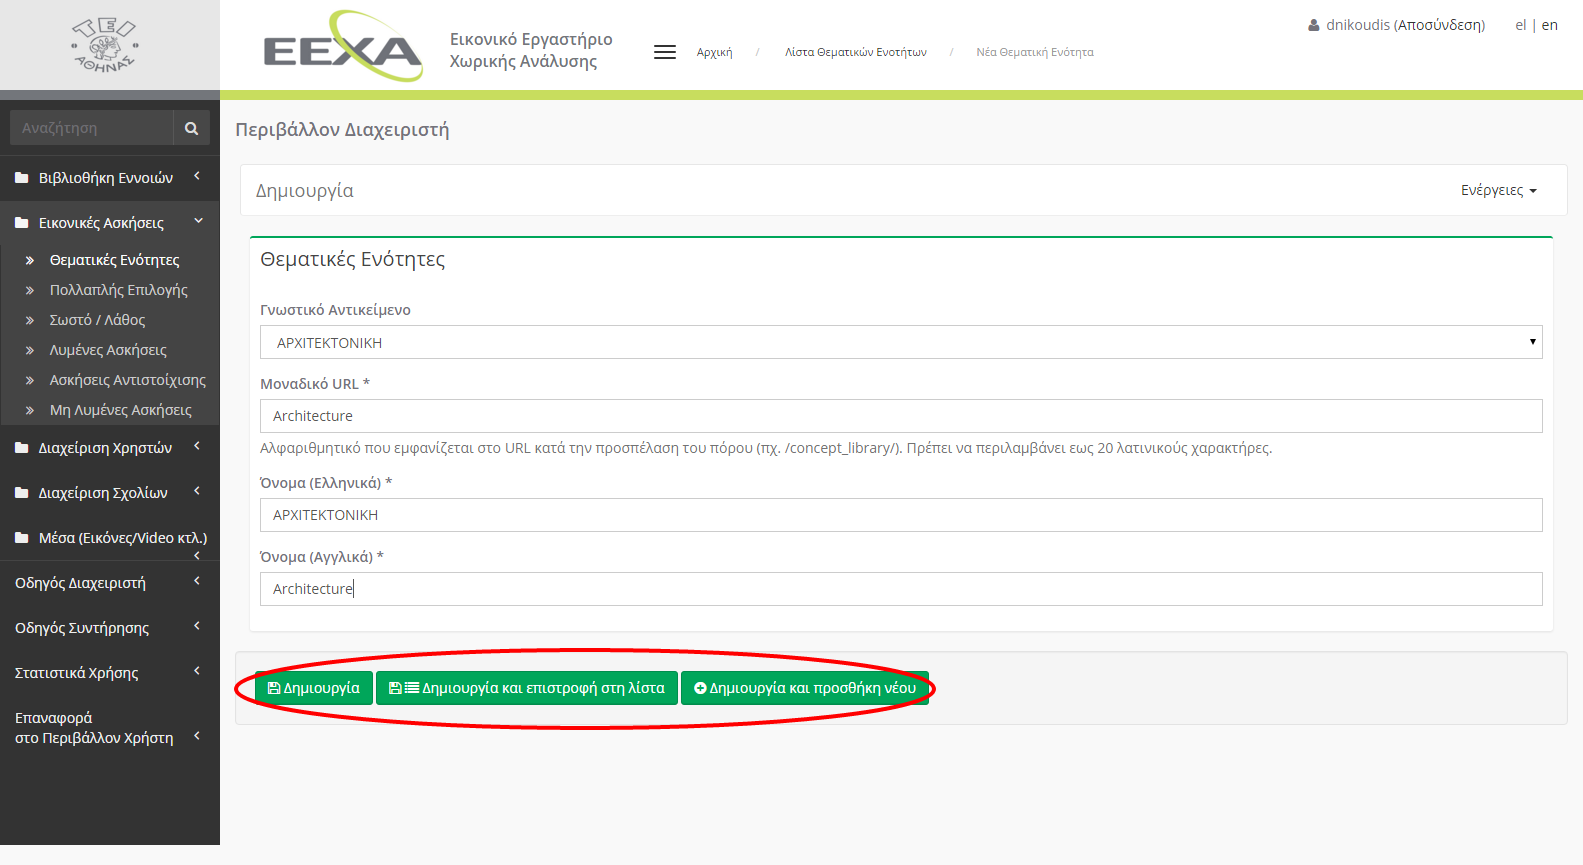 ΤΕΙ
ΑΘΗΝΑΣ
EEXA
Εικονικό Εργαστήριο
Χωρικής Ανάλυσης
Αρχική / Λίστα Θεματικών Ενοτήτων / Νέα Θεματική Ενότητα
dnikoudis (Αποσύνδεση) el | en
Αναζήτηση
Βιβλιοθήκη Εννοιών
Εικονικές Ασκήσεις
Θεματικές Ενότητες
Πολλαπλής Επιλογής
Σωστό / Λάθος
Λυμένες Ασκήσεις
Ασκήσεις Αντιστοίχισης
Μη Λυμένες Ασκήσεις
Διαχείριση Χρηστών
Διαχείριση Σχολίων
Μέσα (Εικόνες/Video κτλ.)
Οδηγός Διαχειριστή
Οδηγός Συντήρησης
Στατιστικά Χρήσης
Επαναφορά
στο Περιβάλλον Χρήστη
Περιβάλλον Διαχειριστή
Δημιουργία
Ενέργειες
Θεματικές Ενότητες
Γνωστικό Αντικείμενο
ΑΡΧΙΤΕΚΤΟΝΙΚΗ
Μοναδικό URL *
Architecture
Αλφαριθμητικό που εμφανίζεται στο URL κατά την προσπέλαση του πόρου (πχ. /concept_library/). Πρέπει να περιλαμβάνει εως 20 λατινικούς χαρακτήρες.
Όνομα (Ελληνικά) *
ΑΡΧΙΤΕΚΤΟΝΙΚΗ
Όνομα (Αγγλικά) *
Architecture
Δημιουργία
Δημιουργία και επιστροφή στη λίστα
Δημιουργία και προσθήκη νέου